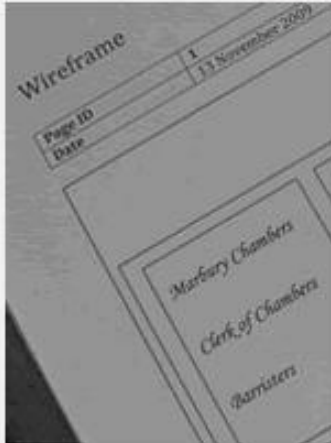 Wireframe
Page ID 1
Date 13 November 2009
Marbury Chambers
Clerk of Chambers
Barristers